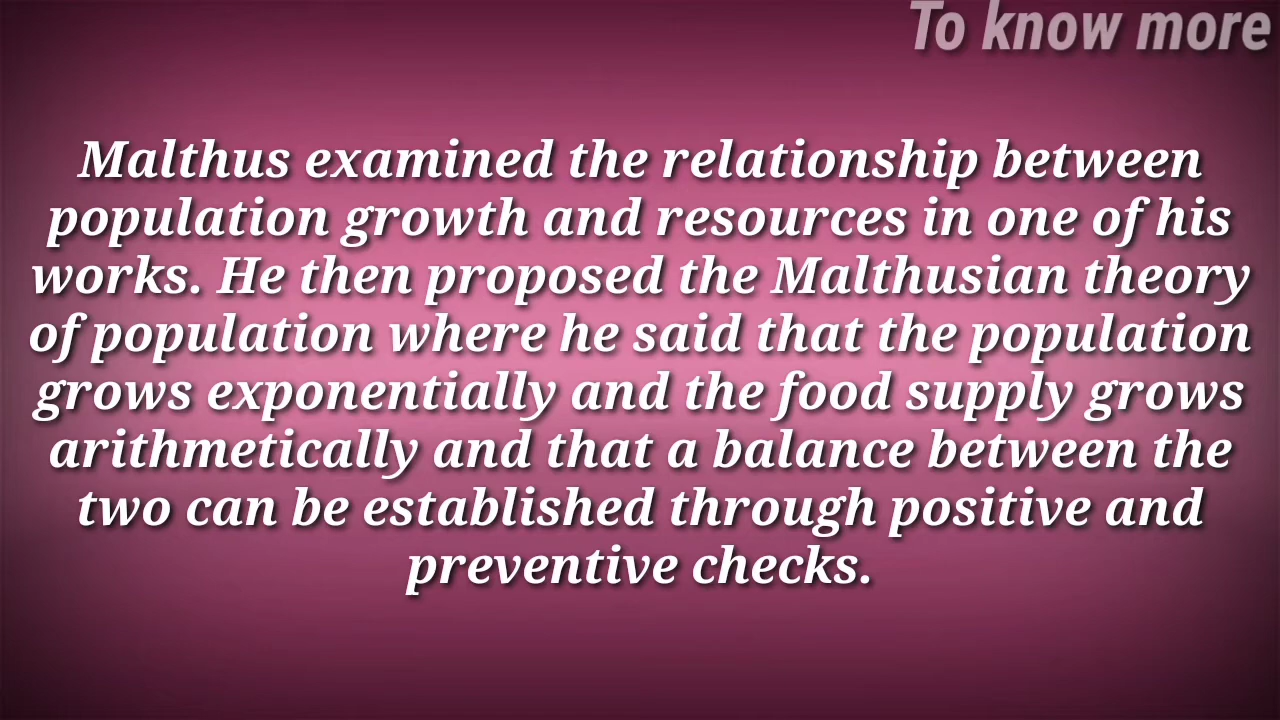 To know more
Malthus examined the relationship between
population growth and resources in one of his
works. He then proposed the Malthusian theory
of population where he said that the population
grows exponentially and the food supply grows
arithmetically and that a balance between the
two can be established through positive and
preventive checks.